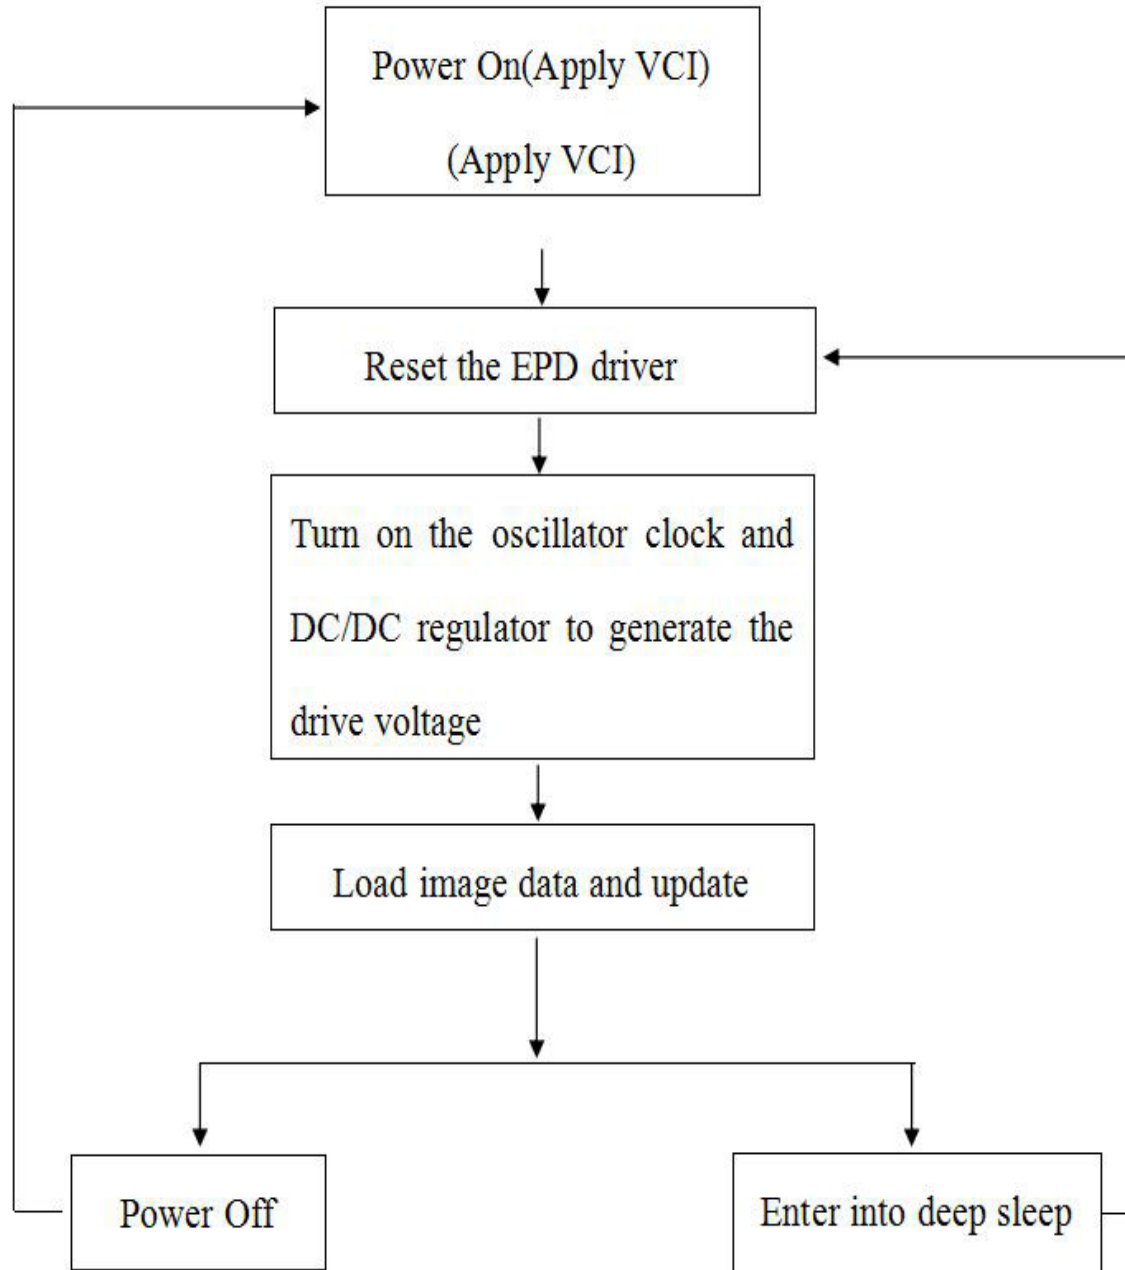 Power On(Apply VCI)
(Apply VCI)
Reset the EPD driver
Turn on the oscillator clock and
DC/DC regulator to generate the
drive voltage
Load image data and update
Power Off
Enter into deep sleep